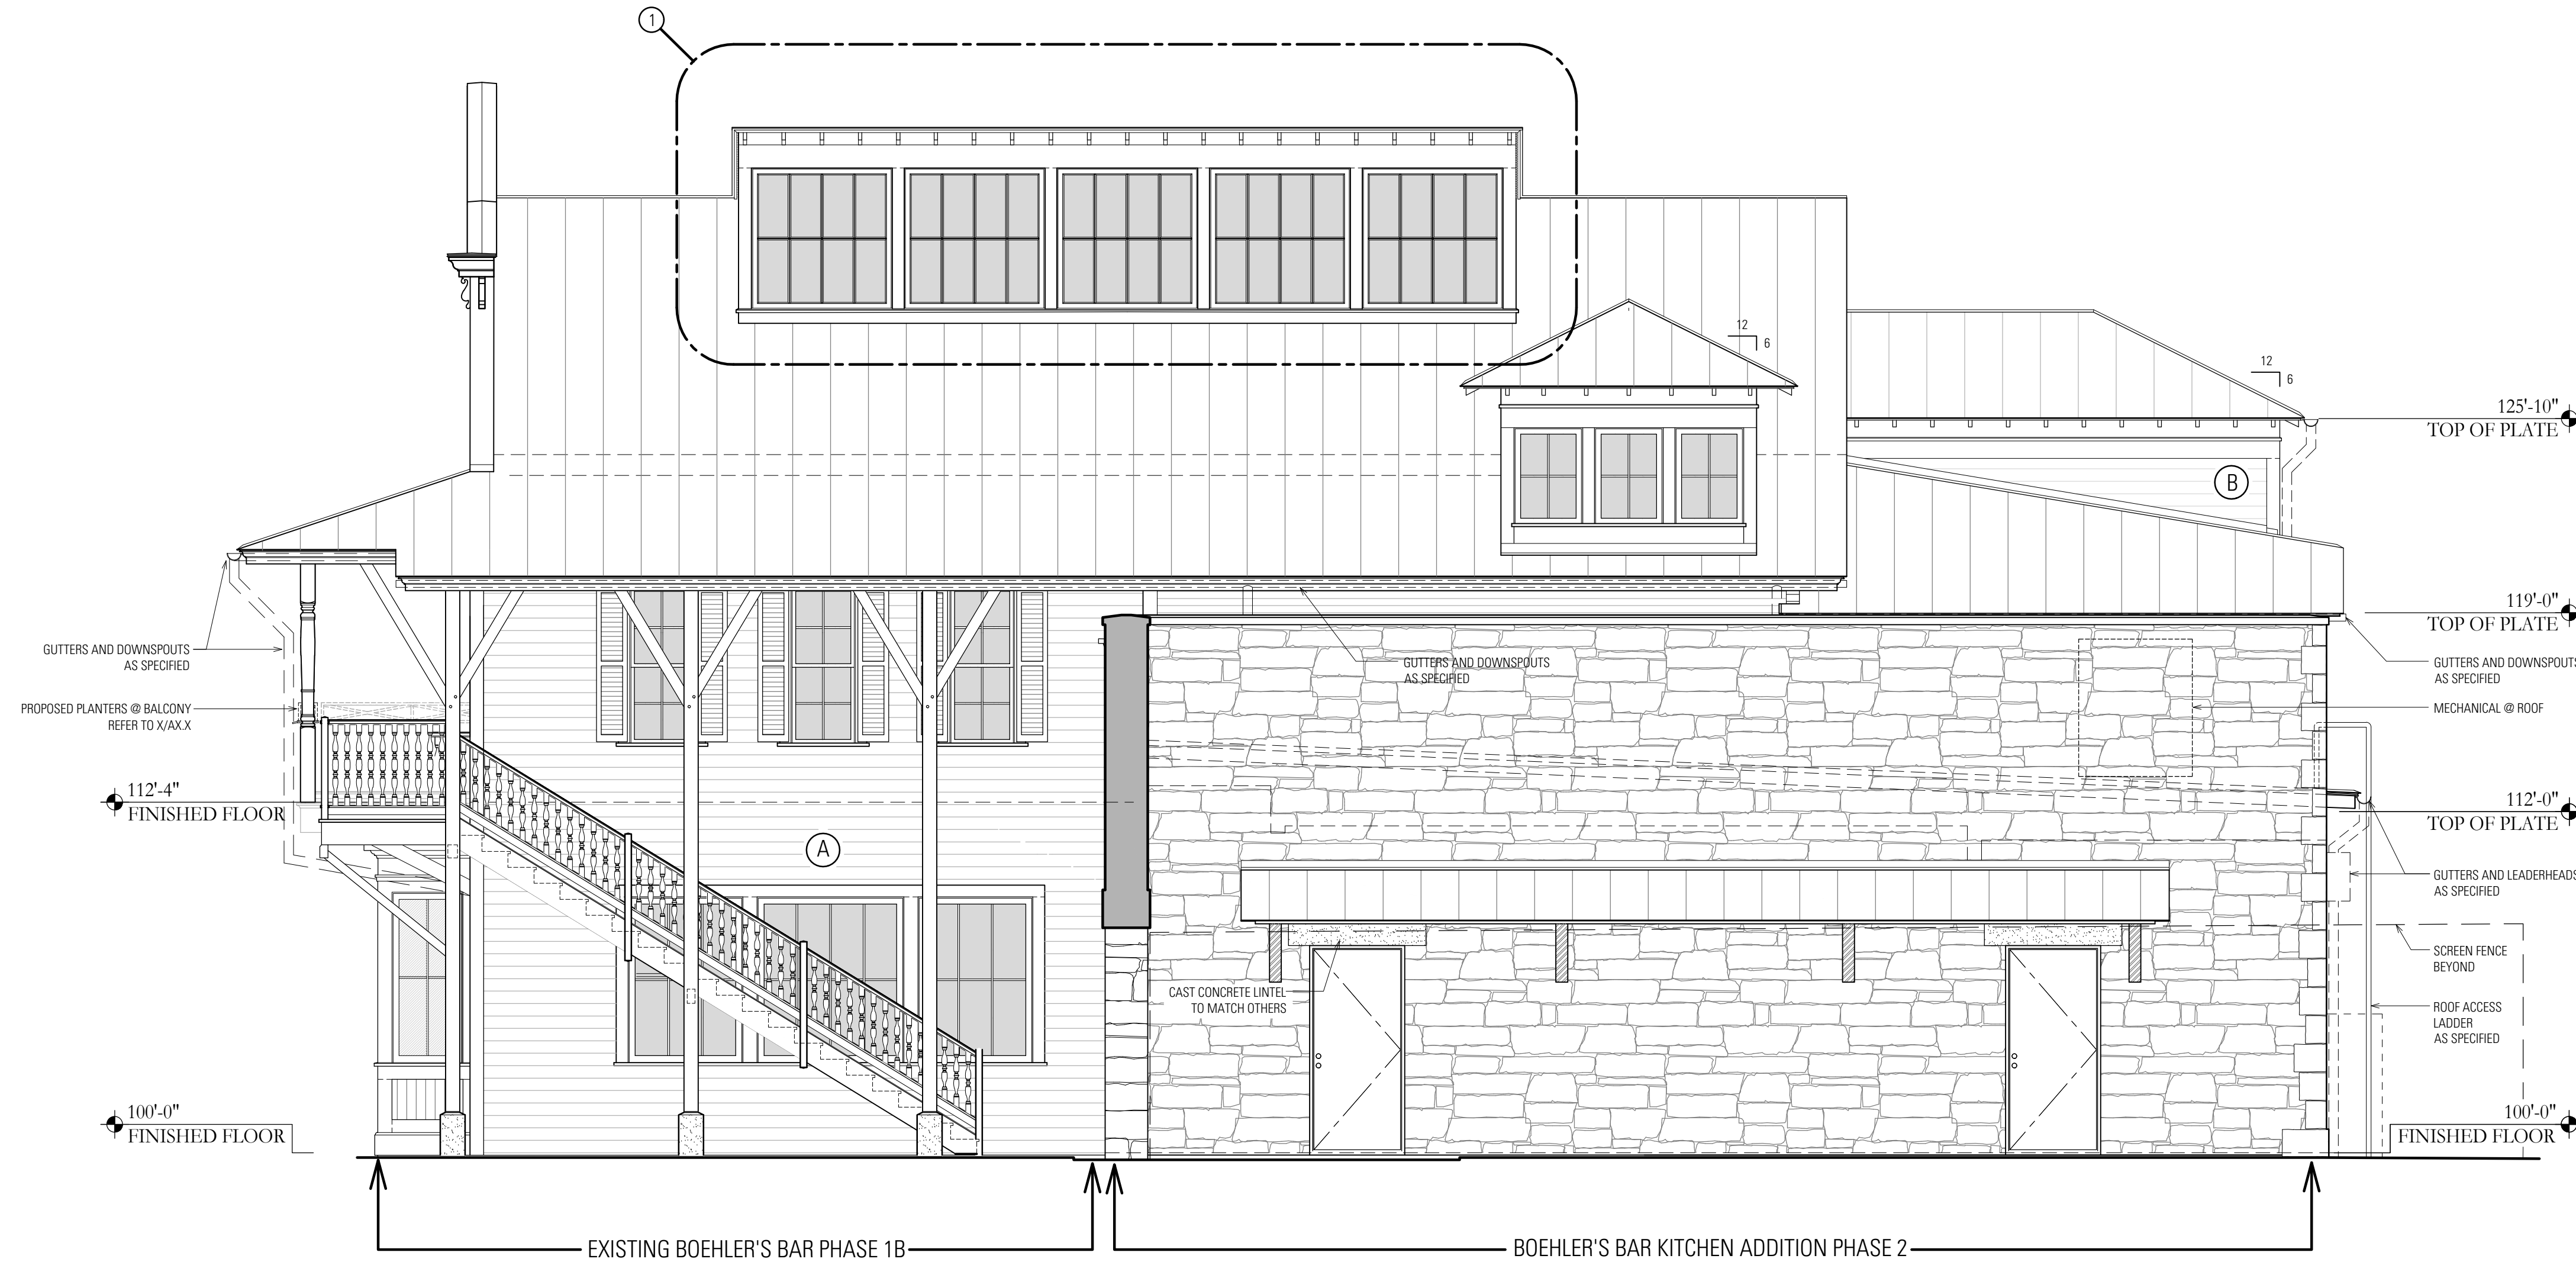 1
12
6
12
6
125'-10"
TOP OF PLATE
B
119'-0"
TOP OF PLATE
GUTTERS AND DOWNSPOUTS
AS SPECIFIED
GUTTERS AND DOWNSPOUTS
AS SPECIFIED
GUTTERS AND DOWNSPOUTS
AS SPECIFIED
PROPOSED PLANTERS @ BALCONY
REFER TO X/AX.X
MECHANICAL @ ROOF
112'-4"
FINISHED FLOOR
112'-0"
TOP OF PLATE
A
GUTTERS AND LEADERHEADS
AS SPECIFIED
SCREEN FENCE
BEYOND
CAST CONCRETE LINTEL
TO MATCH OTHERS
ROOF ACCESS
LADDER
AS SPECIFIED
100'-0"
FINISHED FLOOR
100'-0"
FINISHED FLOOR
EXISTING BOEHLER'S BAR PHASE 1B
BOEHLER'S BAR KITCHEN ADDITION PHASE 2